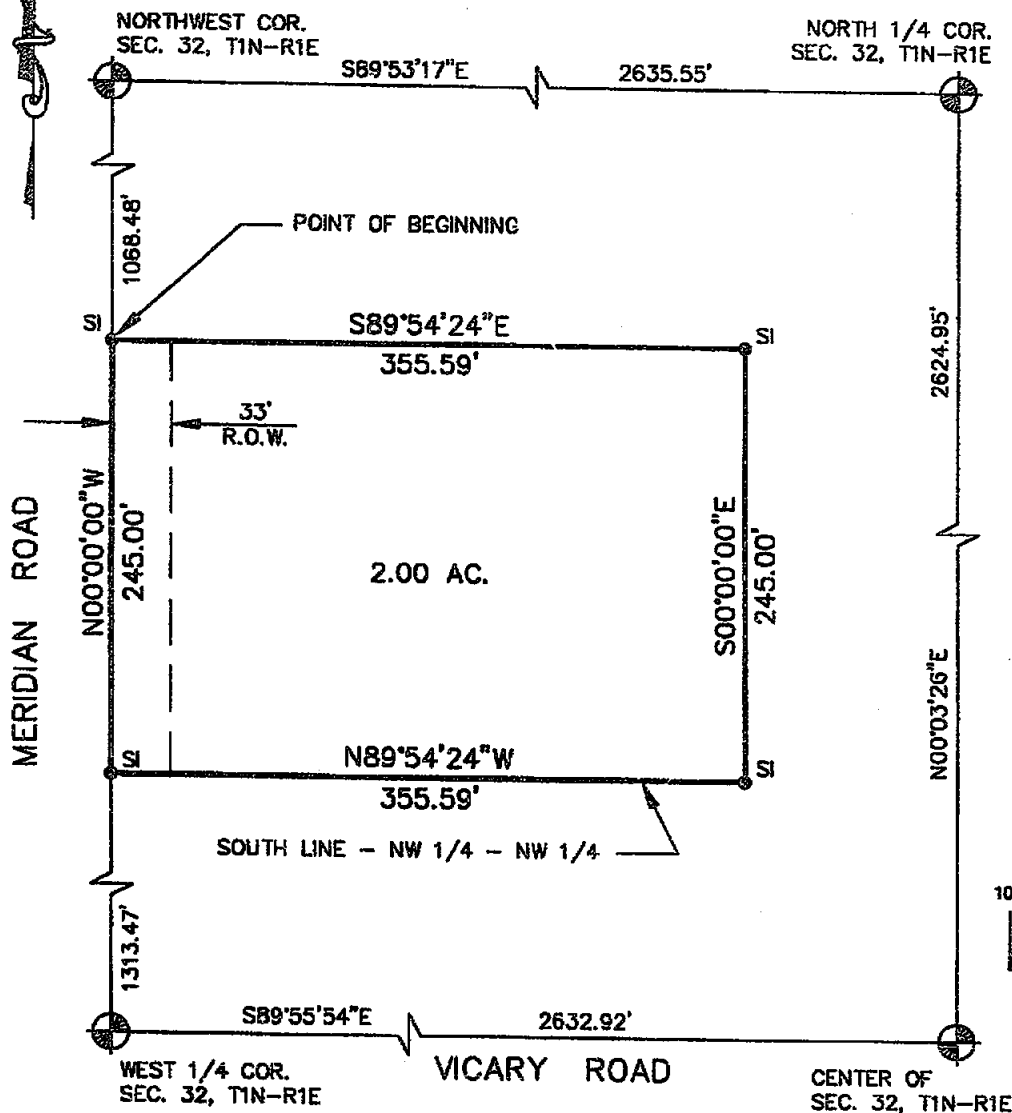 NORTHWEST COR.
SEC. 32, T1N-R1E
NORTH 1/4 COR.
SEC. 32, T1N-R1E
S89°53'17"E
2635.55'
1068.48'
POINT OF BEGINNING
SI
S89°54'24"E
SI
355.59'
2624.95'
33'
R.O.W.
MERIDIAN ROAD
N00°00'00"W
245.00'
2.00 AC.
S00°00'00"E
245.00'
N00°03'26"E
SI
N89°54'24"W
SI
355.59'
SOUTH LINE - NW 1/4 - NW 1/4
10
1313.47'
S89°55'54"E
2632.92'
WEST 1/4 COR.
SEC. 32, T1N-R1E
VICARY ROAD
CENTER OF
SEC. 32, T1N-R1E